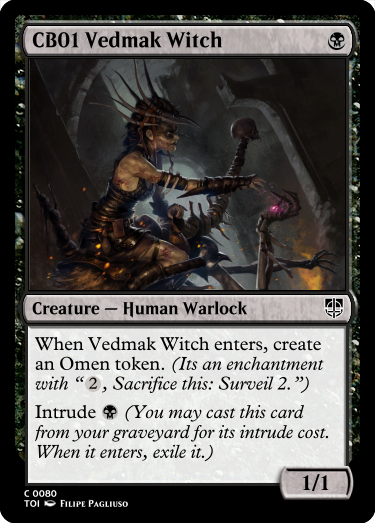 CB01 Vedmak Witch
Creature — Human Warlock
When Vedmak Witch enters, create
an Omen token. (Its an enchantment
with “2, Sacrifice this: Surveil 2.”)
Intrude (You may cast this card
from your graveyard for its intrude cost.
When it enters, exile it.)
1/1
C 0080
TOI Filipe Pagliuso